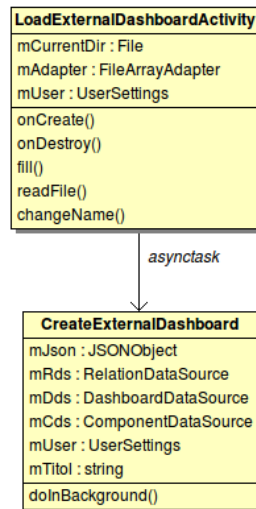 LoadExternalDashboardActivity
mCurrentDir : File
mAdapter : FileArrayAdapter
mUser : UserSettings
onCreate()
onDestroy()
fill()
readFile()
changeName()
asynctask
CreateExternalDashboard
mJson : JSONObject
mRds : RelationDataSource
mDds : DashboardDataSource
mCds : ComponentDataSource
mUser : UserSettings
mTitol : string
doInBackground()